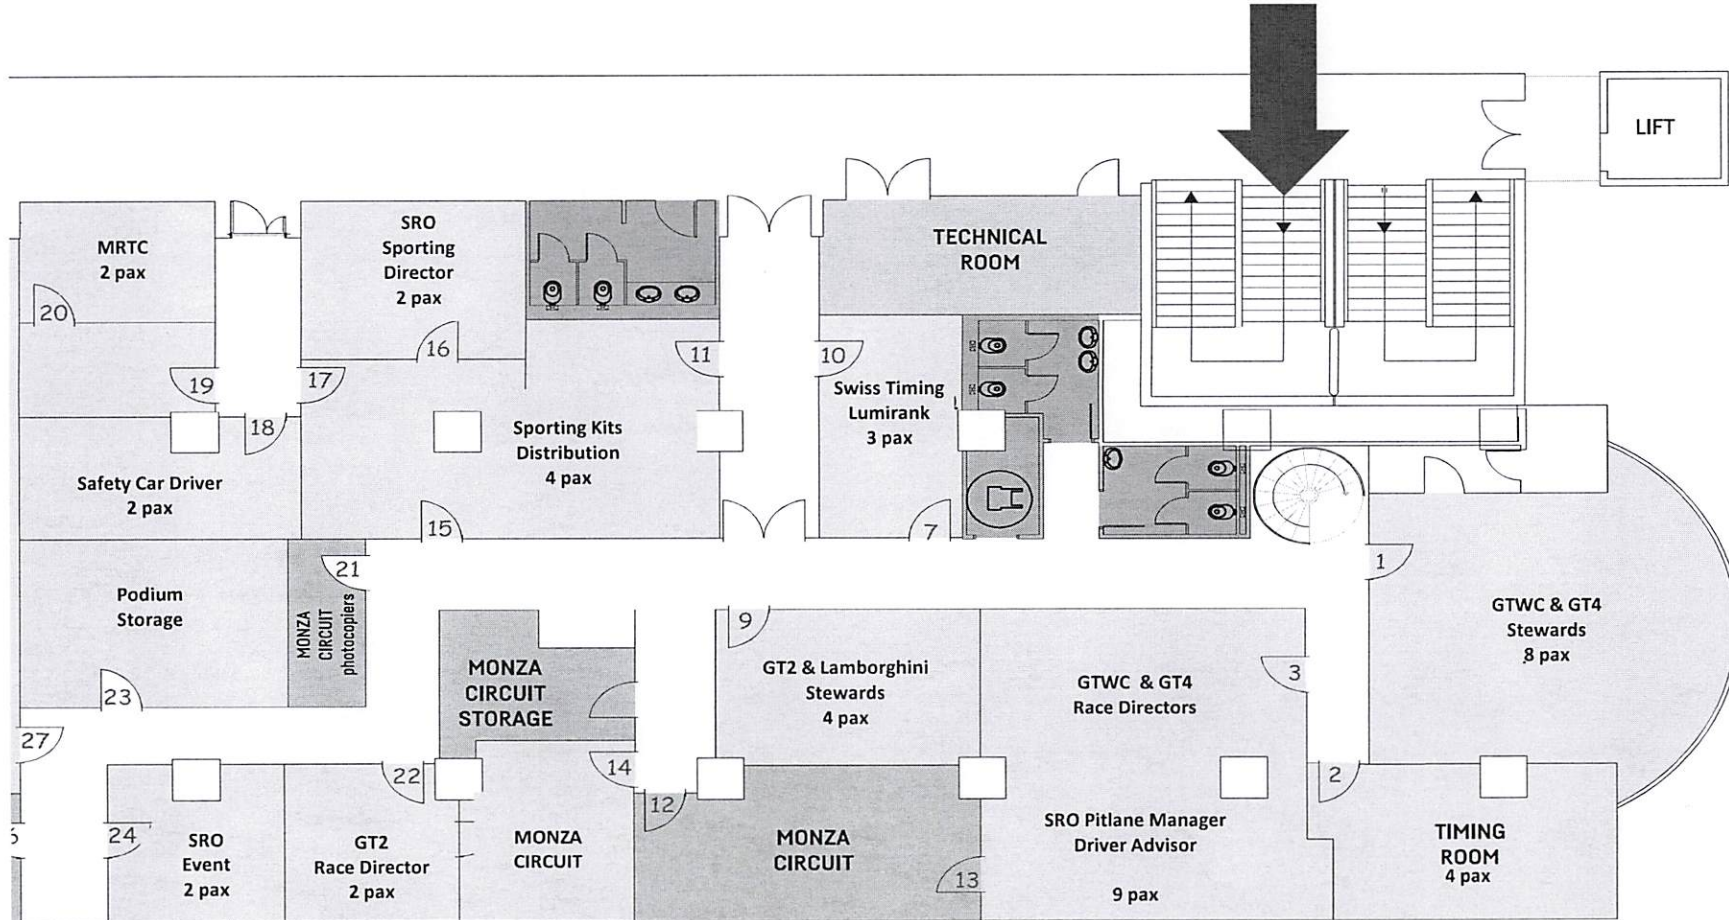 LIFT
MRTC
2 pax
20
SRO
Sporting
Director
2 pax
16
TECHNICAL
ROOM
19
17
11
10
18
Swiss Timing
Lumirank
3 pax
Sporting Kits
Distribution
4 pax
Safety Car Driver
2 pax
15
7
1
21
Podium
Storage
MONZA
CIRCUIT
photocopiers
23
9
GT2 & Lamborghini
Stewards
4 pax
MONZA
CIRCUIT
STORAGE
3
GTWC & GT4
Race Directors
GTWC & GT4
Stewards
8 pax
27
22
14
12
2
24
SRO
Event
2 pax
GT2
Race Director
2 pax
MONZA
CIRCUIT
MONZA
CIRCUIT
13
SRO Pitlane Manager
Driver Advisor
9 pax
TIMING
ROOM
4 pax